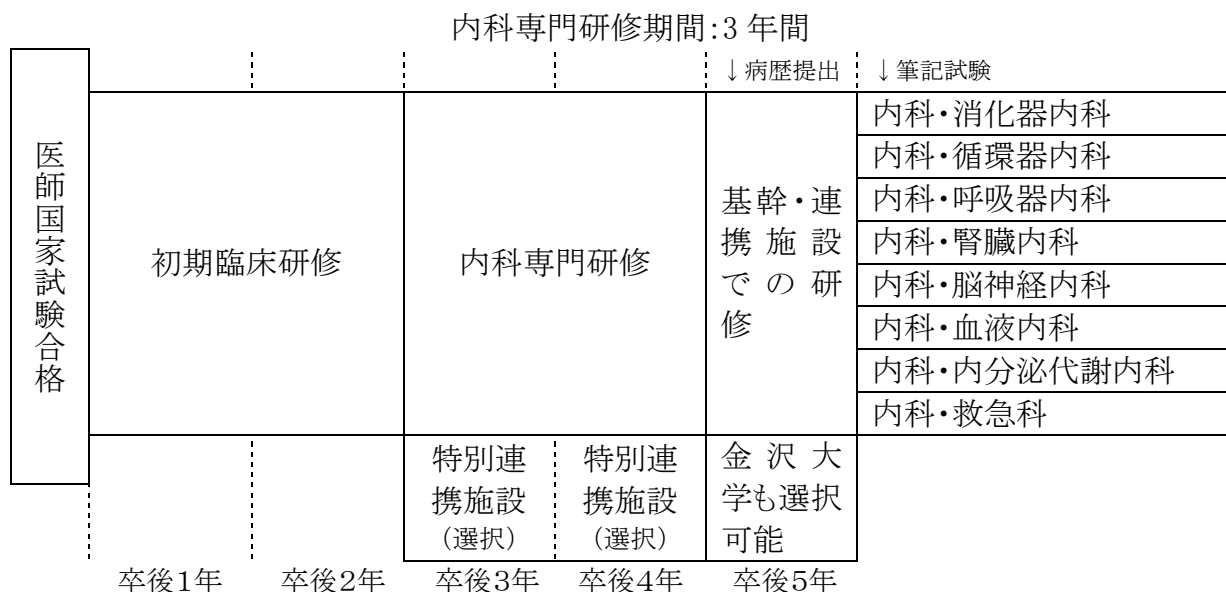 内科専門研修期間:3年間
↓病歴提出
↓筆記試験
医師国家試験合格
初期臨床研修
内科専門研修
基幹・連
携施設
での研
修
内科・消化器内科
内科・循環器内科
内科・呼吸器内科
内科・腎臓内科
内科・脳神経内科
内科・血液内科
内科・内分泌代謝内科
内科・救急科
特別連
携施設
(選択)
特別連
携施設
(選択)
金沢大
学も選択
可能
卒後1年
卒後2年
卒後3年
卒後4年
卒後5年